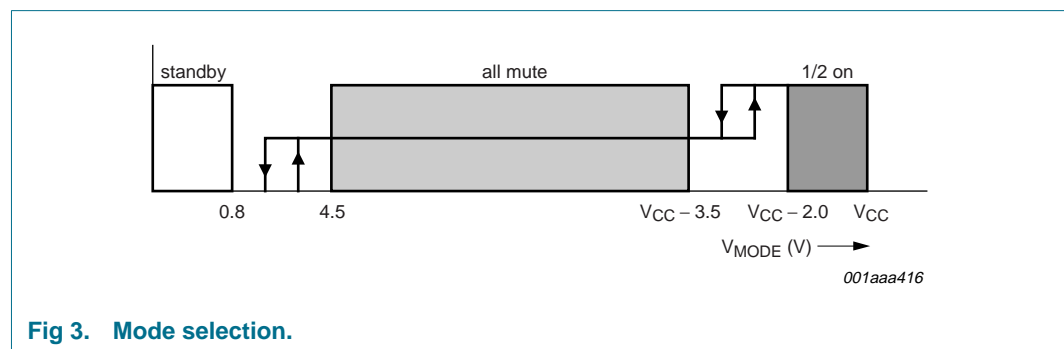 standby all mute 1/2 on
0.8 4.5 VCC – 3.5 VCC – 2.0 VCC
VMODE (V)
001aaa416
Fig 3. Mode selection.